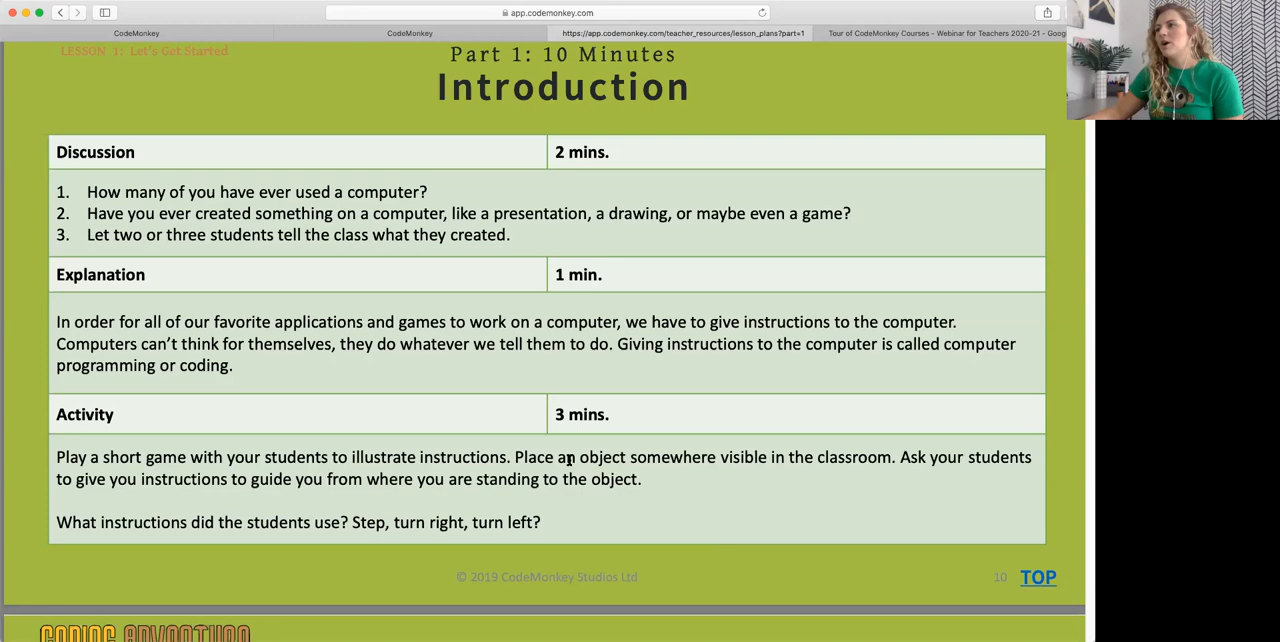 app.codemonkey.com
CodeMonkey
CodeMonkey
https://app.codemonkey.com/teacher_resources/lesson_plans?part=1
Tour of CodeMonkey Courses - Webinar for Teachers 2020-21 - Goog
LESSON 1: Let's Get Started
Part 1: 10 Minutes
Introduction
Discussion
2 mins.
1. How many of you have ever used a computer?
2. Have you ever created something on a computer, like a presentation, a drawing, or maybe even a game?
3. Let two or three students tell the class what they created.
Explanation
1 min.
In order for all of our favorite applications and games to work on a computer, we have to give instructions to the computer.
Computers can't think for themselves, they do whatever we tell them to do. Giving instructions to the computer is called computer
programming or coding.
Activity
3 mins.
Play a short game with your students to illustrate instructions. Place an object somewhere visible in the classroom. Ask your students
to give you instructions to guide you from where you are standing to the object.
What instructions did the students use? Step, turn right, turn left?
© 2019 CodeMonkey Studios Ltd
10
TOP
CODING ADVENTURE